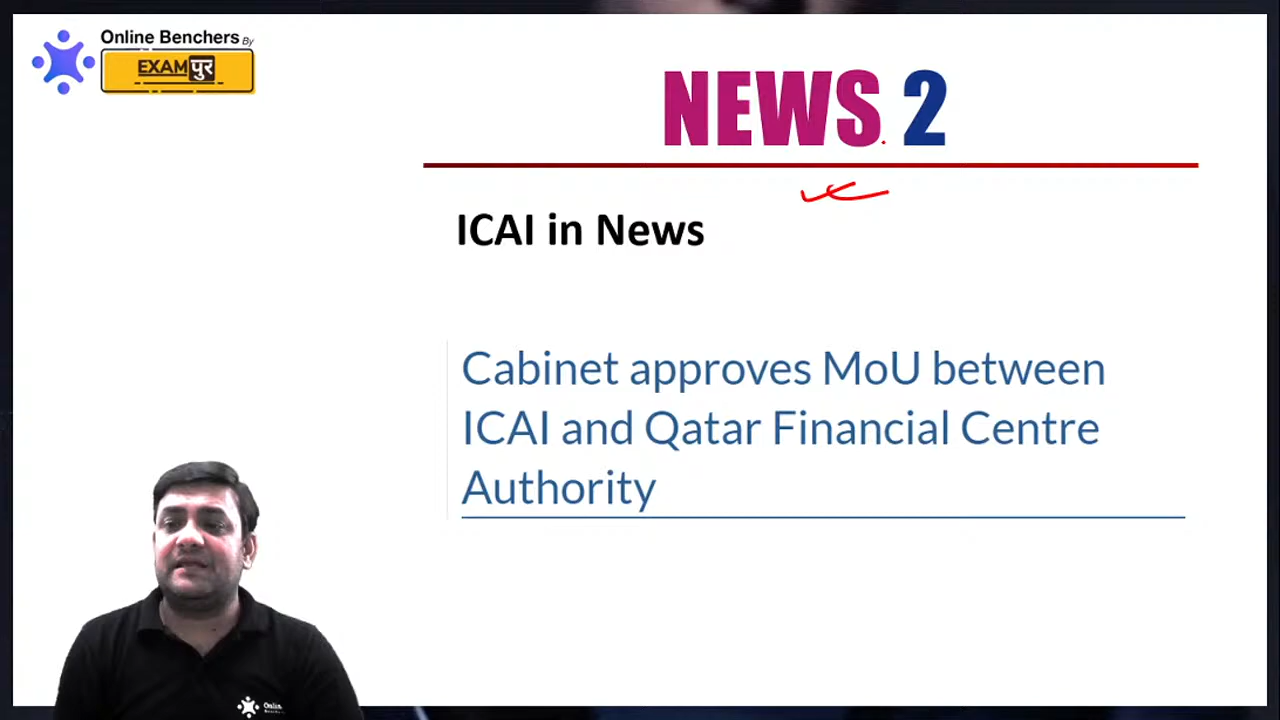 Online Benchers By
EXAMपुर
NEWS 2
ICAI in News
Cabinet approves MoU between
ICAI and Qatar Financial Centre
Authority
Online